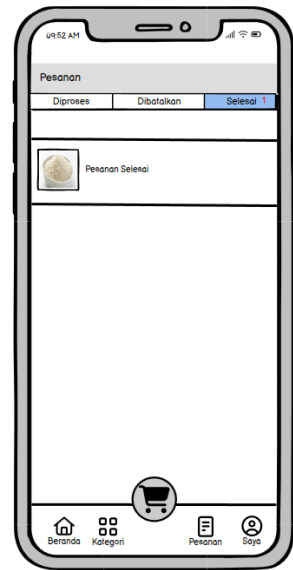 09:52 AM
Pesanan
Diproses Dibatalkan Selesai 1
Pesanan Selesai
Beranda Kategori Pesanan Saya